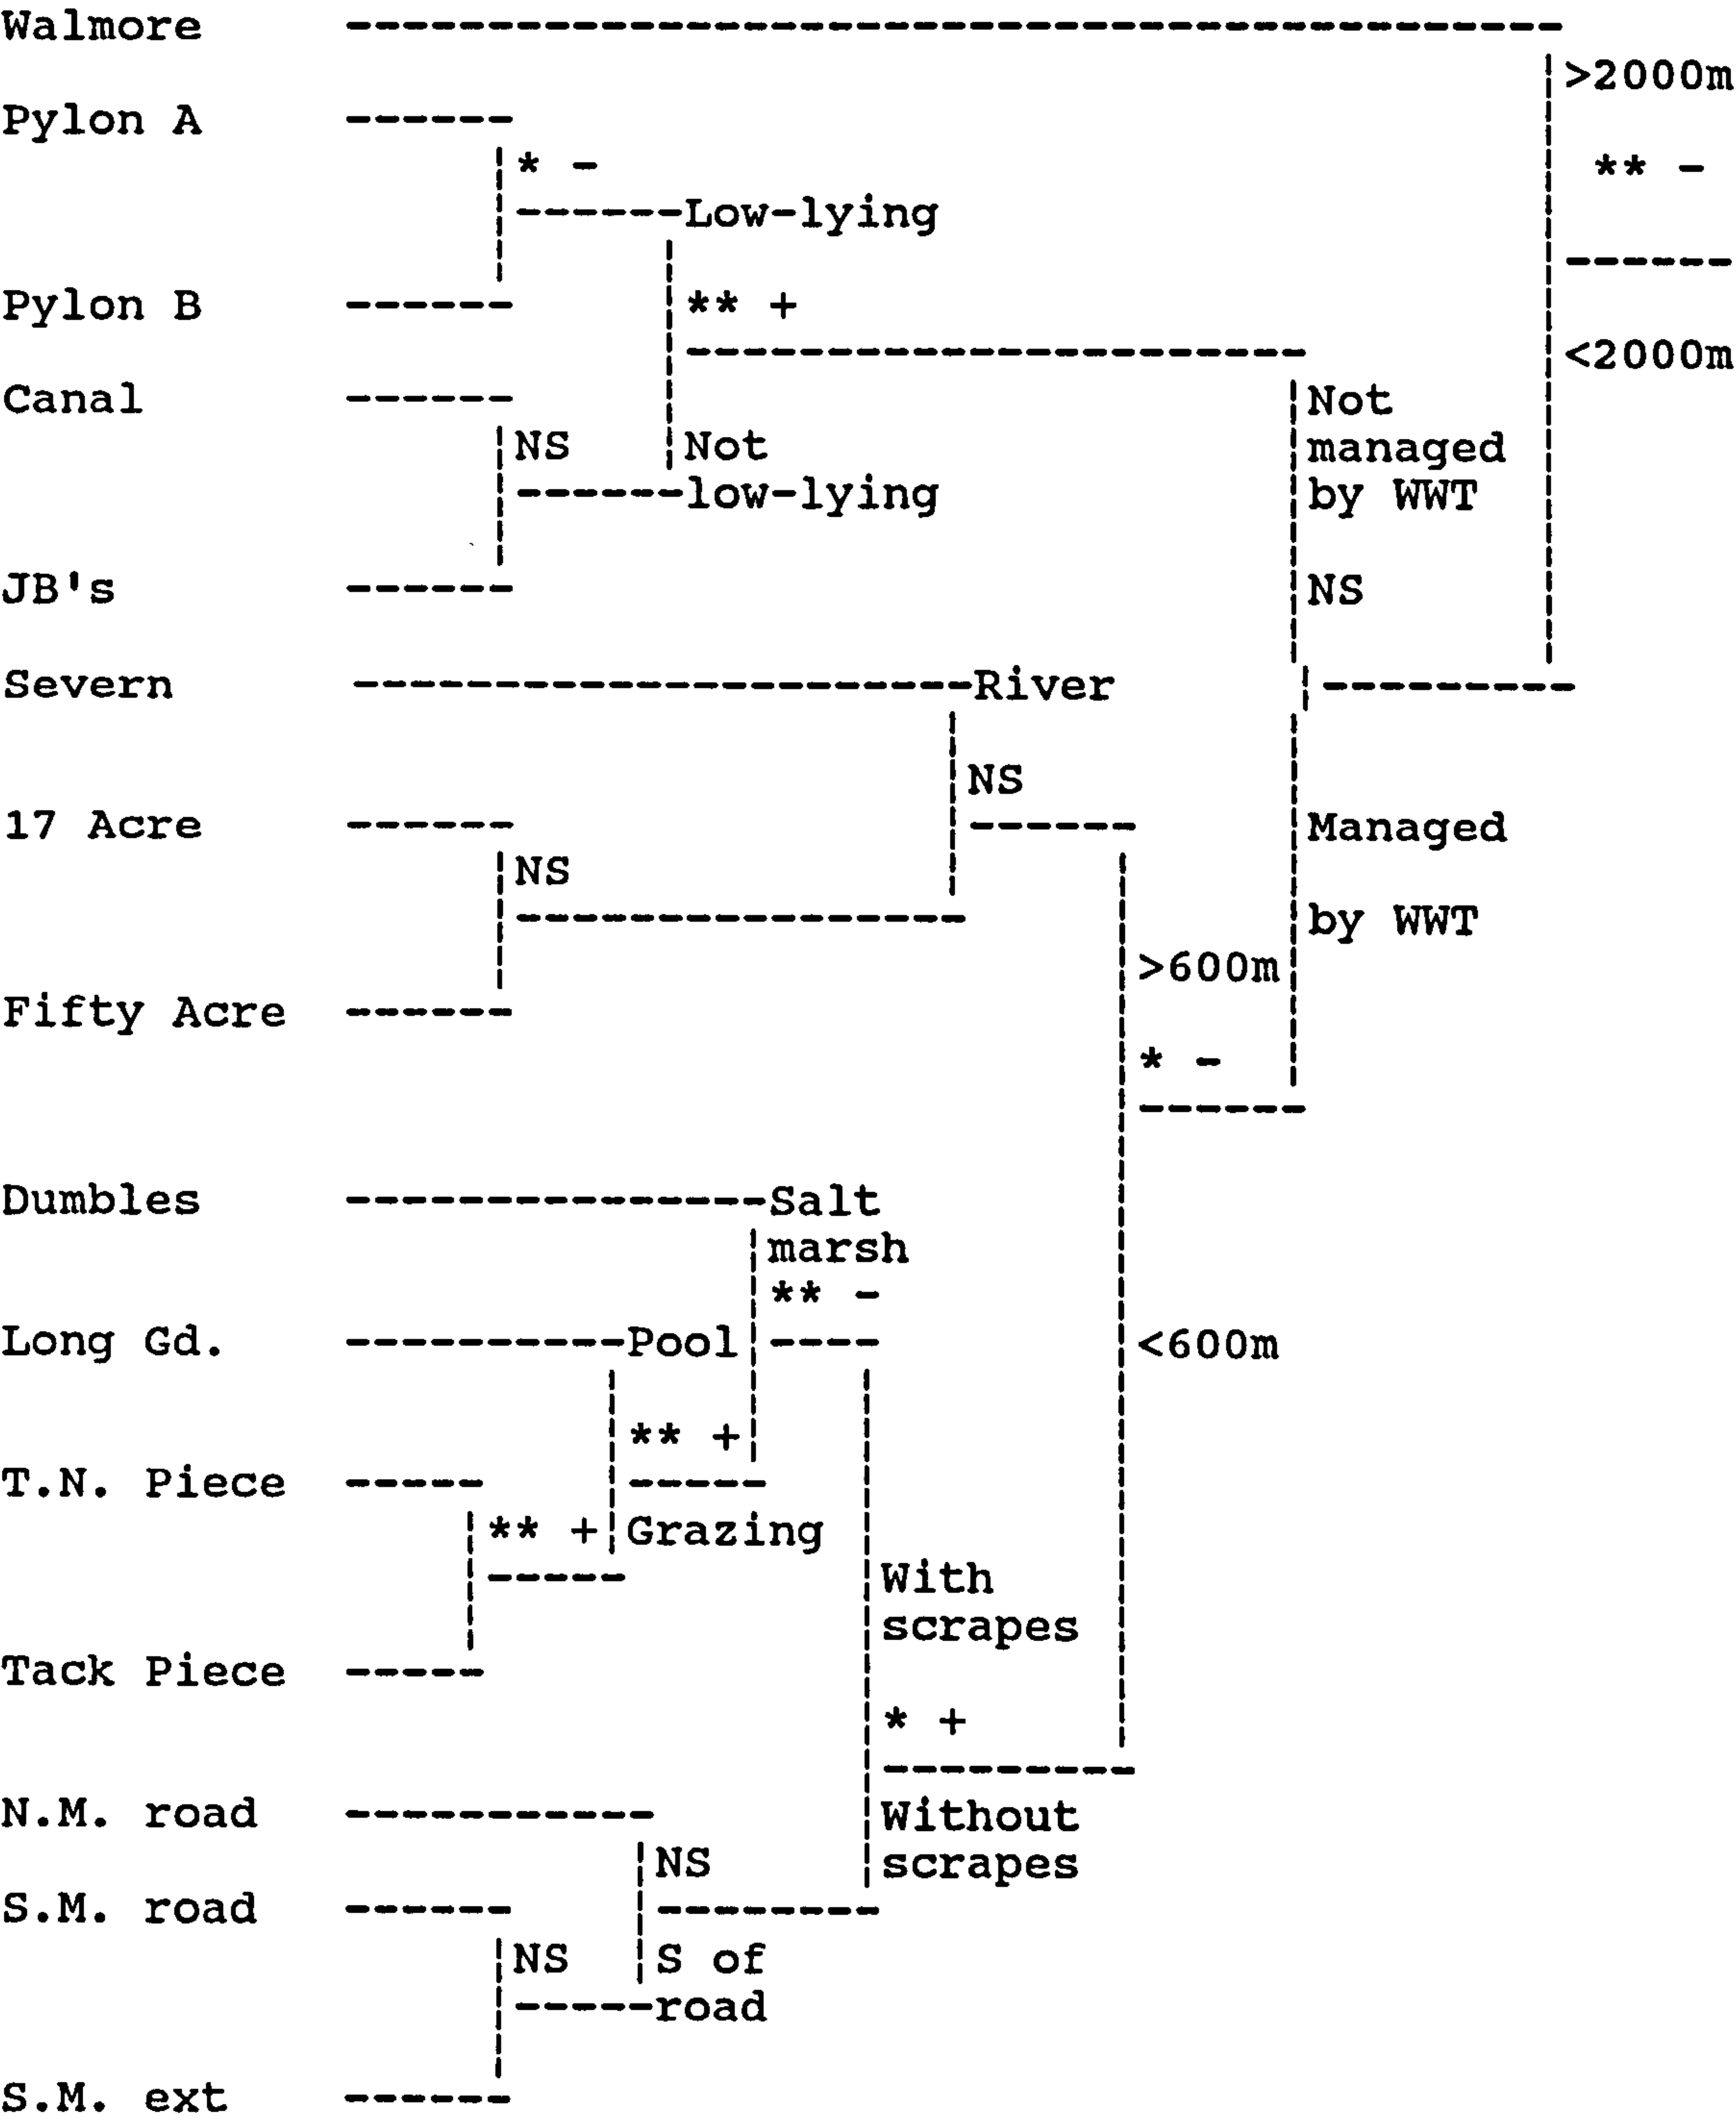 Walmore
>2000m
Pylon A
* -
** -
Low-lying
Pylon B
** +
<2000m
Canal
Not
NS
Not
managed
low-lying
by WWT
JB's
NS
Severn
River
NS
17 Acre
Managed
NS
by WWT
>600m
Fifty Acre
* -
Dumbles
Salt
marsh
** -
Long Gd.
Pool
<600m
** +
T.N. Piece
** +
Grazing
With
scrapes
Tack Piece
* +
N.M. road
Without
NS
scrapes
S.M. road
NS
S of
road
S.M. ext